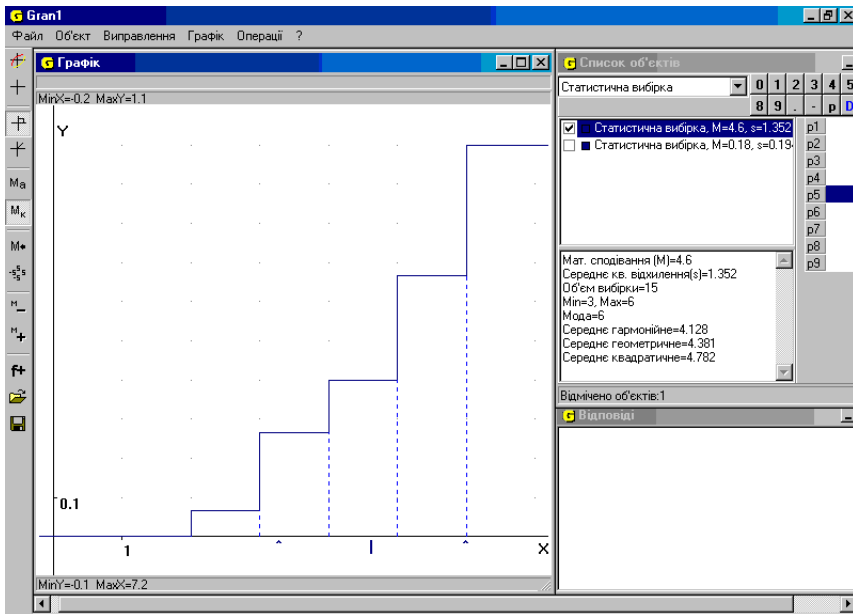 Gran1
Файл Об'єкт Виправлення Графік Операції ?
Графік
MinX=-0.2 MaxY=1.1
Y
0.1
1
X
MinY=-0.1 MaxX=7.2
Mа
Mк
M
f+
Список об'єктів
Статистична вибірка
0 1 2 3 4 5
8 9 . - p D
Статистична вибірка, M=4.6, s=1.352
Статистична вибірка, M=0.18, s=0.19
p1
p2
p3
p4
p5
p6
p7
p8
p9
Мат. сподівання (M)=4.6
Середнє кв. відхилення(s)=1.352
Об'єм вибірки=15
Min=3, Max=6
Мода=6
Середнє гармонійне=4.128
Середнє геометричне=4.381
Середнє квадратичне=4.782
Відмічено об'єктів:1
Відповіді